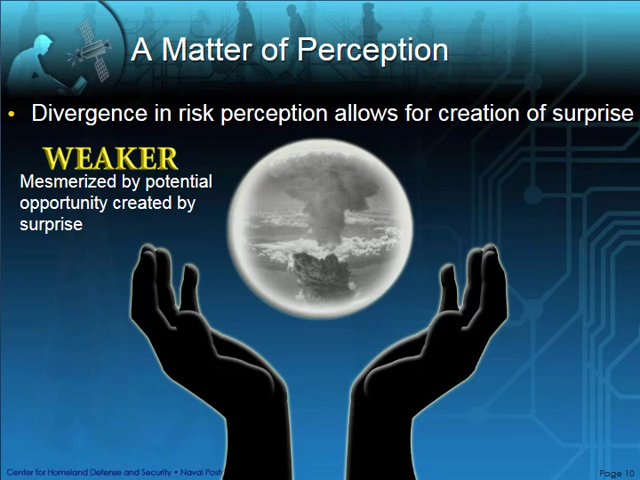 A Matter of Perception
• Divergence in risk perception allows for creation of surprise
WEAKER
Mesmerized by potential
opportunity created by
surprise
Center for Homeland Defense and Security • Naval
Page 10